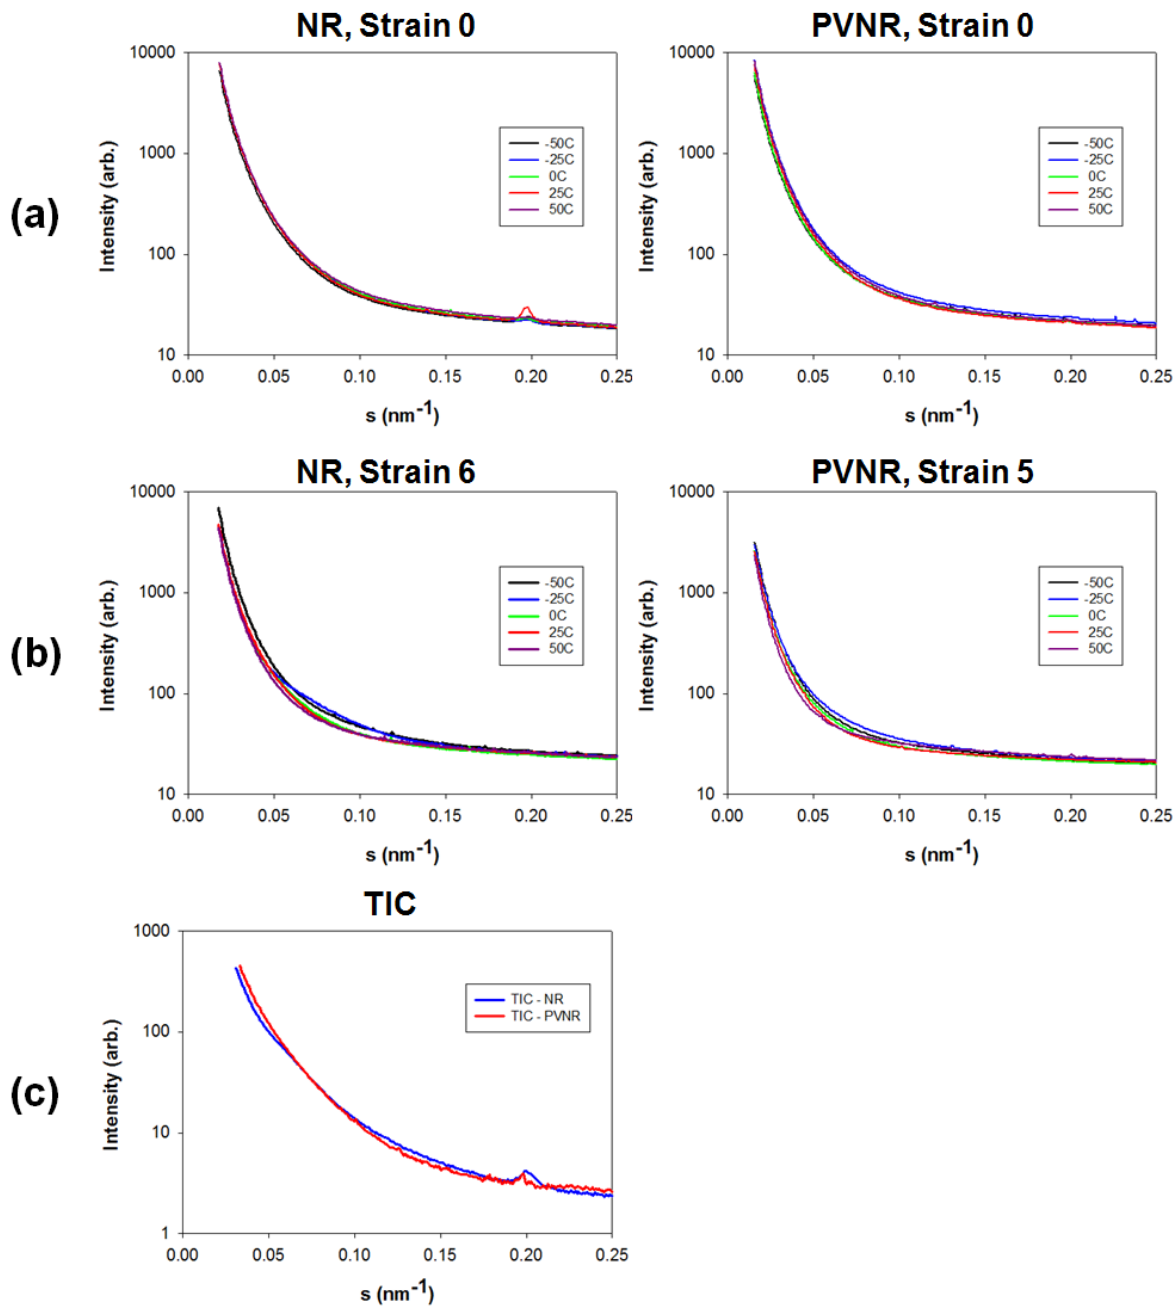 NR, Strain 0
PVNR, Strain 0
(a)
Intensity (arb.)
10000
1000
100
10
0.00 0.05 0.10 0.15 0.20 0.25
s (nm-1)
-50C
-25C
0C
25C
50C
Intensity (arb.)
10000
1000
100
10
0.00 0.05 0.10 0.15 0.20 0.25
s (nm-1)
-50C
-25C
0C
25C
50C
NR, Strain 6
PVNR, Strain 5
(b)
Intensity (arb.)
10000
1000
100
10
0.00 0.05 0.10 0.15 0.20 0.25
s (nm-1)
-50C
-25C
0C
25C
50C
Intensity (arb.)
10000
1000
100
10
0.00 0.05 0.10 0.15 0.20 0.25
s (nm-1)
-50C
-25C
0C
25C
50C
TIC
(c)
Intensity (arb.)
1000
100
10
1
0.00 0.05 0.10 0.15 0.20 0.25
s (nm-1)
TIC - NR
TIC - PVNR